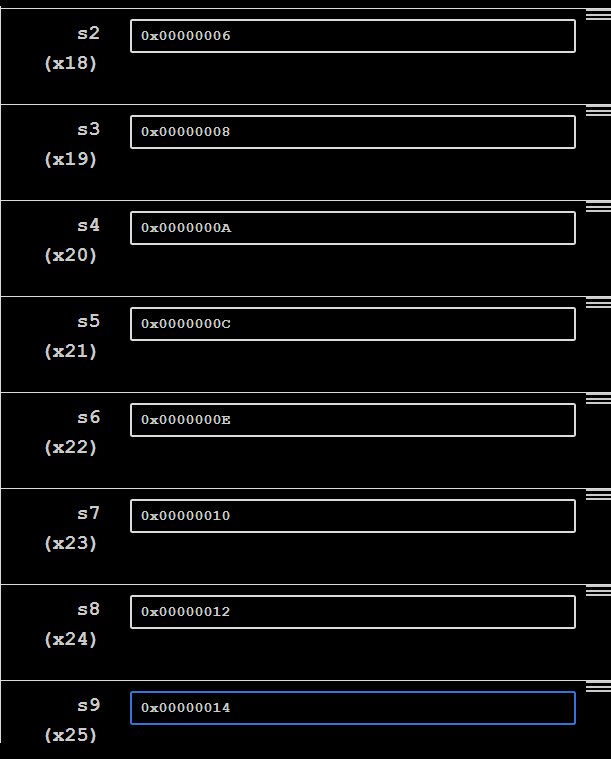 s2 0x00000006
(x18)
s3 0x00000008
(x19)
s4 0x0000000A
(x20)
s5 0x0000000C
(x21)
s6 0x0000000E
(x22)
s7 0x00000010
(x23)
s8 0x00000012
(x24)
s9 0x00000014
(x25)